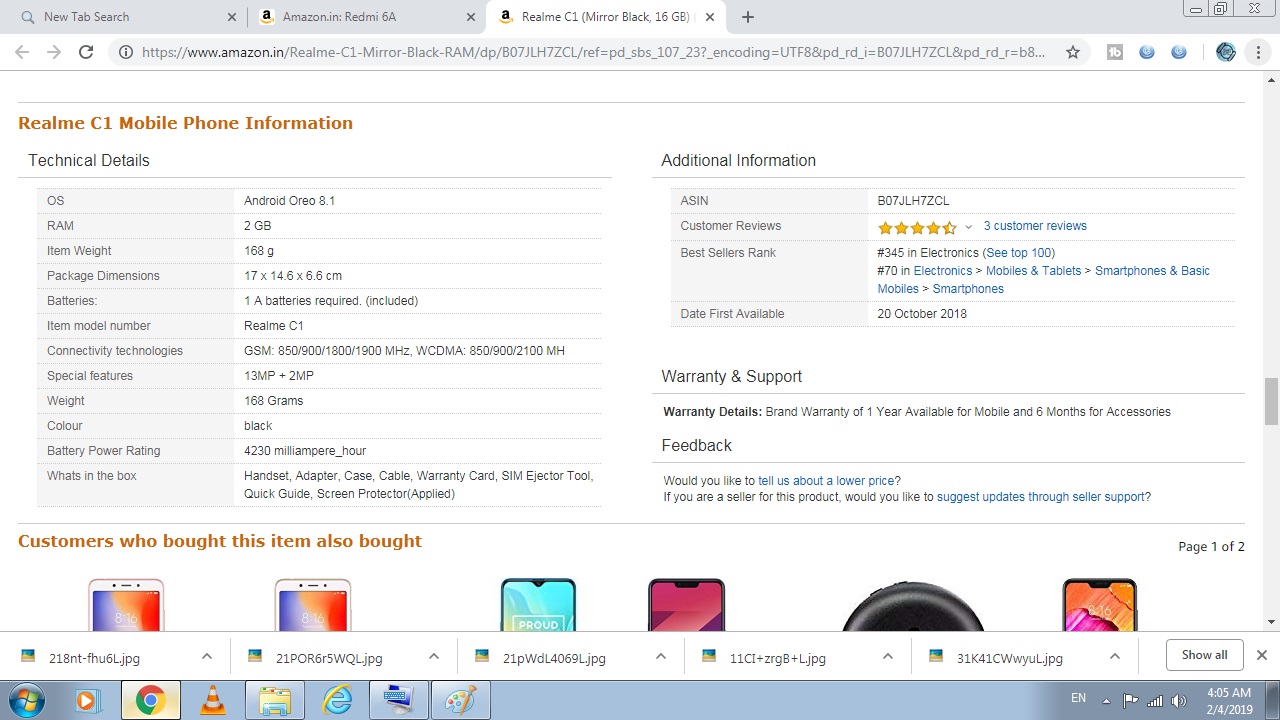 New Tab Search
Amazon.in: Redmi 6A
Realme C1 (Mirror Black, 16 GB)
https://www.amazon.in/Realme-C1-Mirror-Black-RAM/dp/B07JLH7ZCL/ref=pd_sbs_107_23?_encoding=UTF8&pd_rd_i=B07JLH7ZCL&pd_rd_r=b8...
Realme C1 Mobile Phone Information
Technical Details
OS Android Oreo 8.1
RAM 2 GB
Item Weight 168 g
Package Dimensions 17 x 14.6 x 6.6 cm
Batteries: 1 A batteries required. (included)
Item model number Realme C1
Connectivity technologies GSM: 850/900/1800/1900 MHz, WCDMA: 850/900/2100 MH
Special features 13MP + 2MP
Weight 168 Grams
Colour black
Battery Power Rating 4230 milliampere_hour
Whats in the box Handset, Adapter, Case, Cable, Warranty Card, SIM Ejector Tool,
Quick Guide, Screen Protector(Applied)
Additional Information
ASIN B07JLH7ZCL
Customer Reviews 3 customer reviews
Best Sellers Rank #345 in Electronics (See top 100)
#70 in Electronics > Mobiles & Tablets > Smartphones & Basic
Mobiles > Smartphones
Date First Available 20 October 2018
Warranty & Support
Warranty Details: Brand Warranty of 1 Year Available for Mobile and 6 Months for Accessories
Feedback
Would you like to tell us about a lower price?
If you are a seller for this product, would you like to suggest updates through seller support?
Customers who bought this item also bought
Page 1 of 2
8:16
8:16
PROUD
8:16
218nt-fhu6L.jpg
21POR6r5WQL.jpg
21pWdL4069L.jpg
11CI+zrgB+L.jpg
31K41CWwyuL.jpg
Show all
EN
4:05 AM
2/4/2019